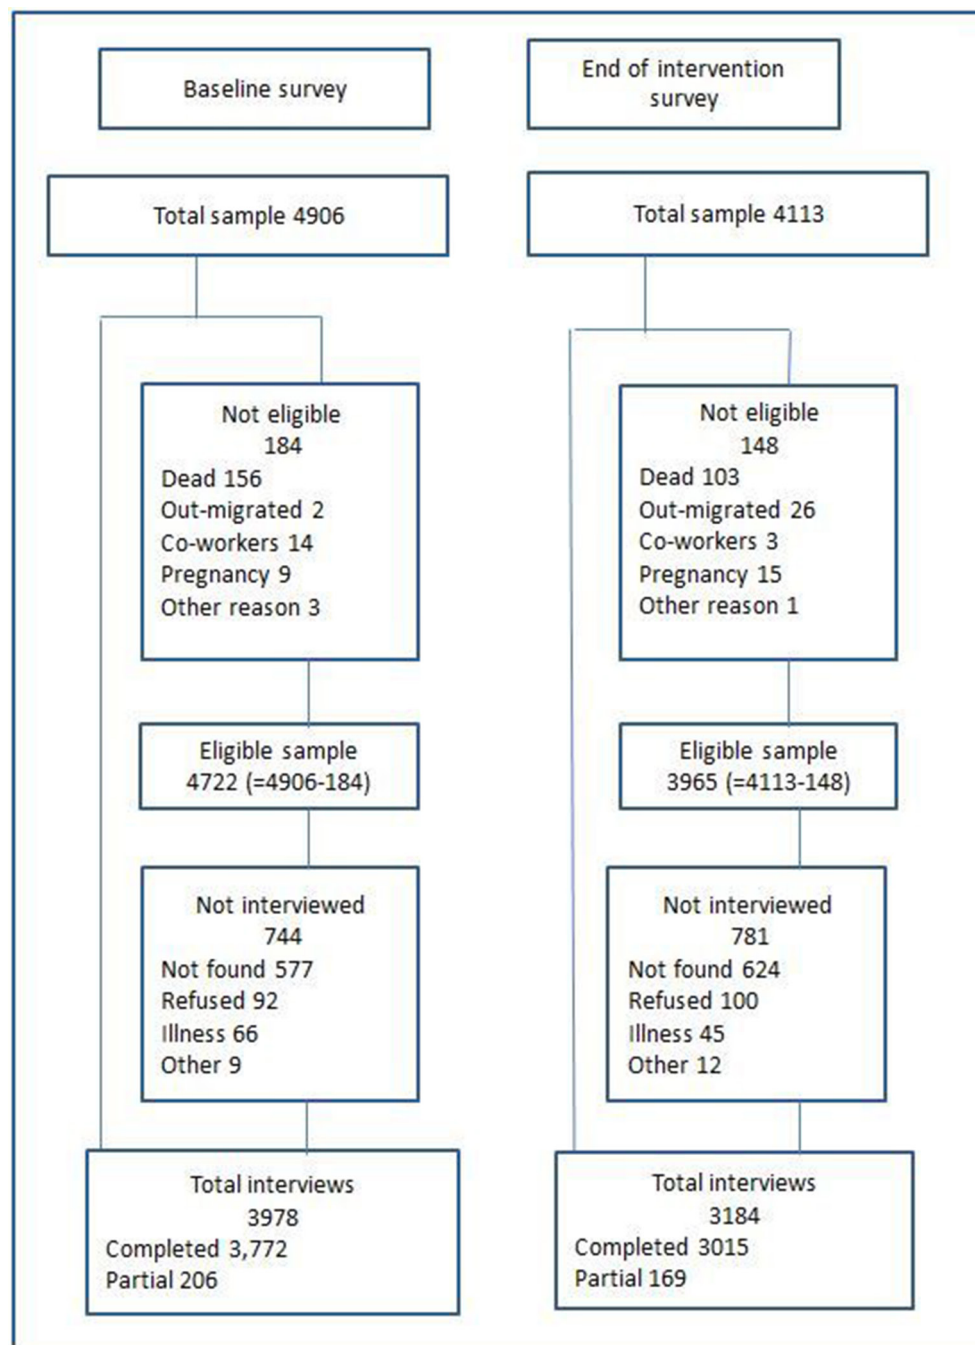 Baseline survey
End of intervention
survey
Total sample 4906
Total sample 4113
Not eligible
184
Dead 156
Out-migrated 2
Co-workers 14
Pregnancy 9
Other reason 3
Not eligible
148
Dead 103
Out-migrated 26
Co-workers 3
Pregnancy 15
Other reason 1
Eligible sample
4722 (=4906-184)
Eligible sample
3965 (=4113-148)
Not interviewed
744
Not found 577
Refused 92
Illness 66
Other 9
Not interviewed
781
Not found 624
Refused 100
Illness 45
Other 12
Total interviews
3978
Completed 3,772
Partial 206
Total interviews
3184
Completed 3015
Partial 169